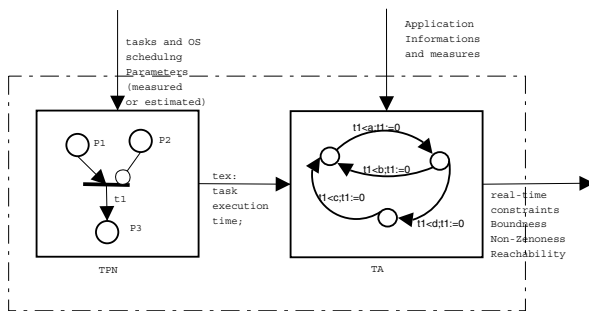 tasks and OS
schedulng
Parameters
(measured
or estimated)
Application
Informations
and measures
P1
P2
t1
P3
TPN
tex:
task
execution
time;
t1<a;t1:=0
t1<b;t1:=0
t1<c;t1:=0
t1<d;t1:=0
TA
real-time
constraints
Boundness
Non-Zenoness
Reachability